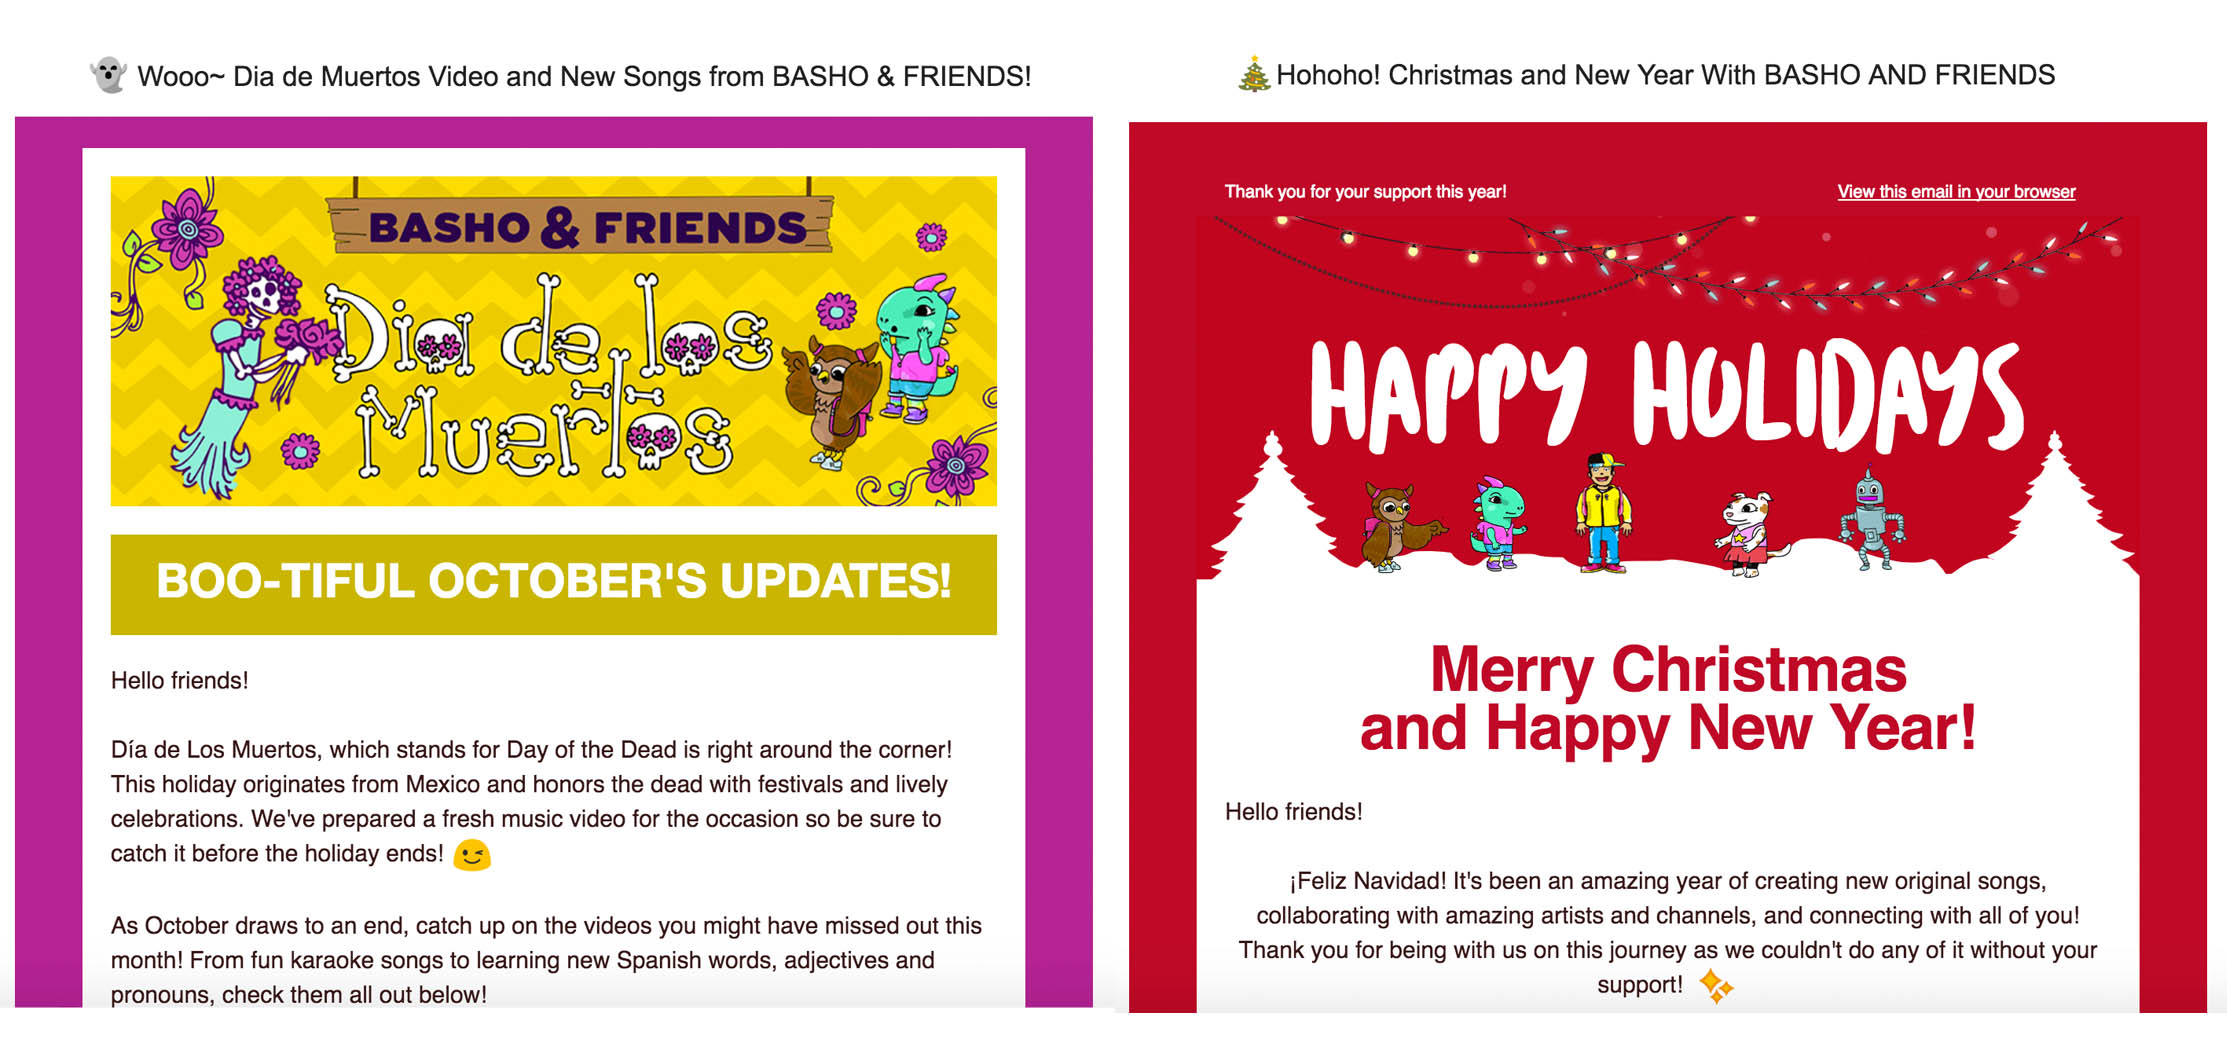 👻 Wooo~ Dia de Muertos Video and New Songs from BASHO & FRIENDS!
BASHO & FRIENDS
Dia de los
Muertos
BOO-TIFUL OCTOBER'S UPDATES!
Hello friends!
Día de Los Muertos, which stands for Day of the Dead is right around the corner!
This holiday originates from Mexico and honors the dead with festivals and lively
celebrations. We've prepared a fresh music video for the occasion so be sure to
catch it before the holiday ends! 😉
As October draws to an end, catch up on the videos you might have missed out this
month! From fun karaoke songs to learning new Spanish words, adjectives and
pronouns, check them all out below!
🎄Hohoho! Christmas and New Year With BASHO AND FRIENDS
Thank you for your support this year!
View this email in your browser
HAPPY HOLIDAYS
Merry Christmas
and Happy New Year!
Hello friends!
¡Feliz Navidad! It's been an amazing year of creating new original songs,
collaborating with amazing artists and channels, and connecting with all of you!
Thank you for being with us on this journey as we couldn't do any of it without your
support! ✨